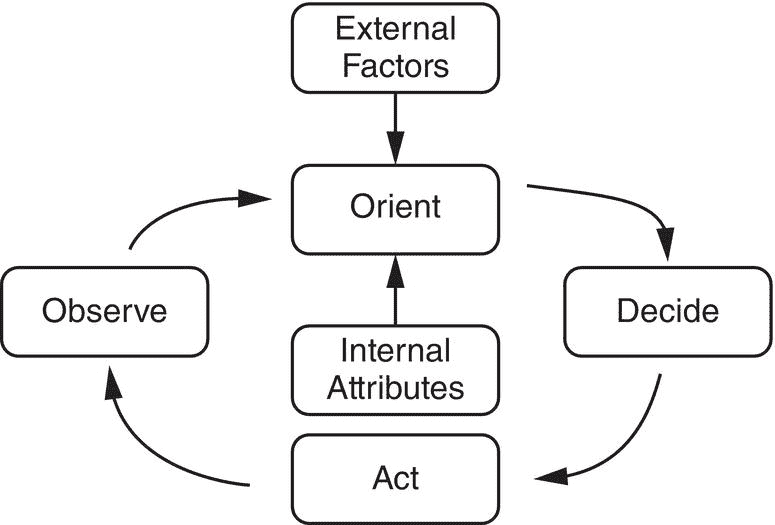 External
Factors
Orient
Observe
Decide
Internal
Attributes
Act